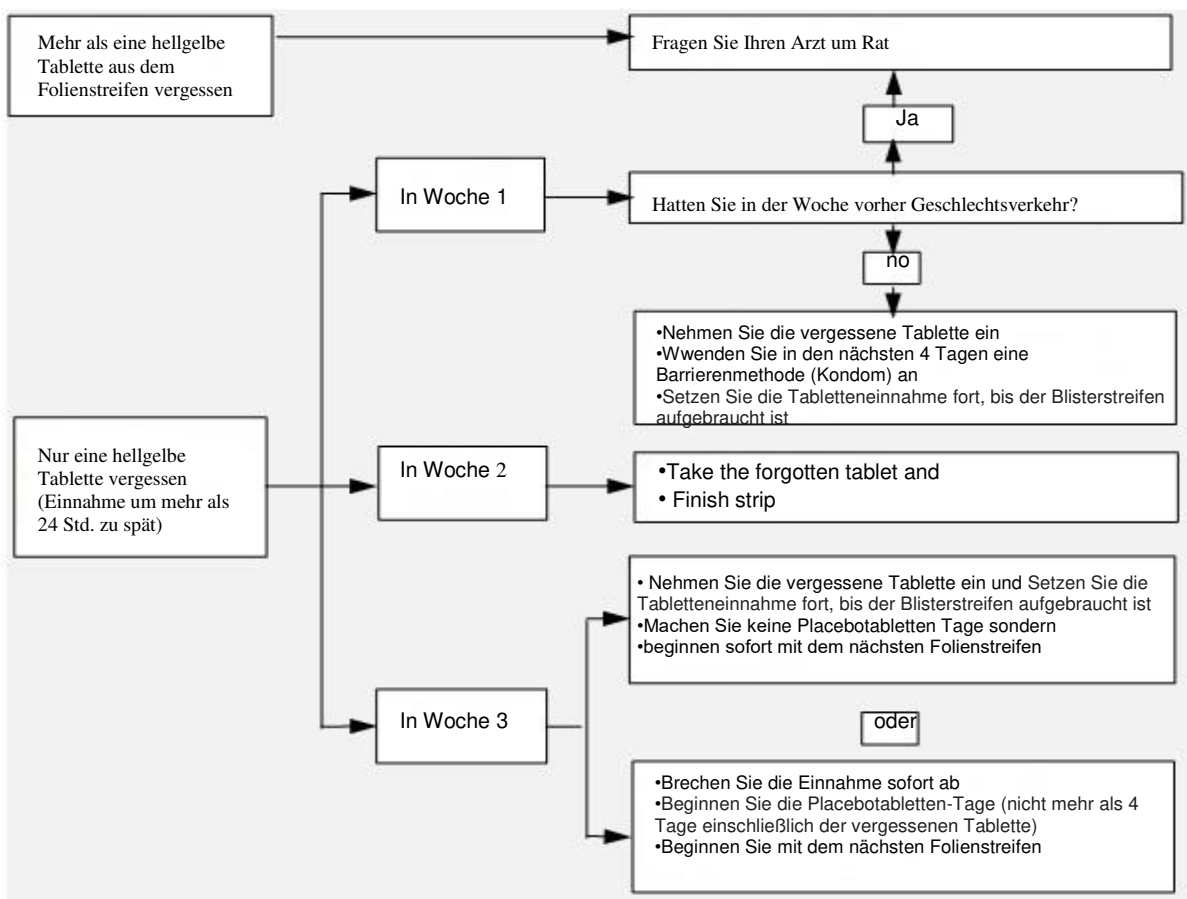 Mehr als eine hellgelbe
Tablette aus dem
Folienstreifen vergessen
Fragen Sie Ihren Arzt um Rat
Ja
In Woche 1
Hatten Sie in der Woche vorher Geschlechtsverkehr?
no
•Nehmen Sie die vergessene Tablette ein
•Wwenden Sie in den nächsten 4 Tagen eine
Barrierenmethode (Kondom) an
•Setzen Sie die Tabletteneinnahme fort, bis der Blisterstreifen
aufgebraucht ist
Nur eine hellgelbe
Tablette vergessen
(Einnahme um mehr als
24 Std. zu spät)
In Woche 2
•Take the forgotten tablet and
• Finish strip
• Nehmen Sie die vergessene Tablette ein und Setzen Sie die
Tabletteneinnahme fort, bis der Blisterstreifen aufgebraucht ist
•Machen Sie keine Placebotabletten Tage sondern
•beginnen sofort mit dem nächsten Folienstreifen
In Woche 3
oder
•Brechen Sie die Einnahme sofort ab
•Beginnen Sie die Placebotabletten-Tage (nicht mehr als 4
Tage einschließlich der vergessenen Tablette)
•Beginnen Sie mit dem nächsten Folienstreifen